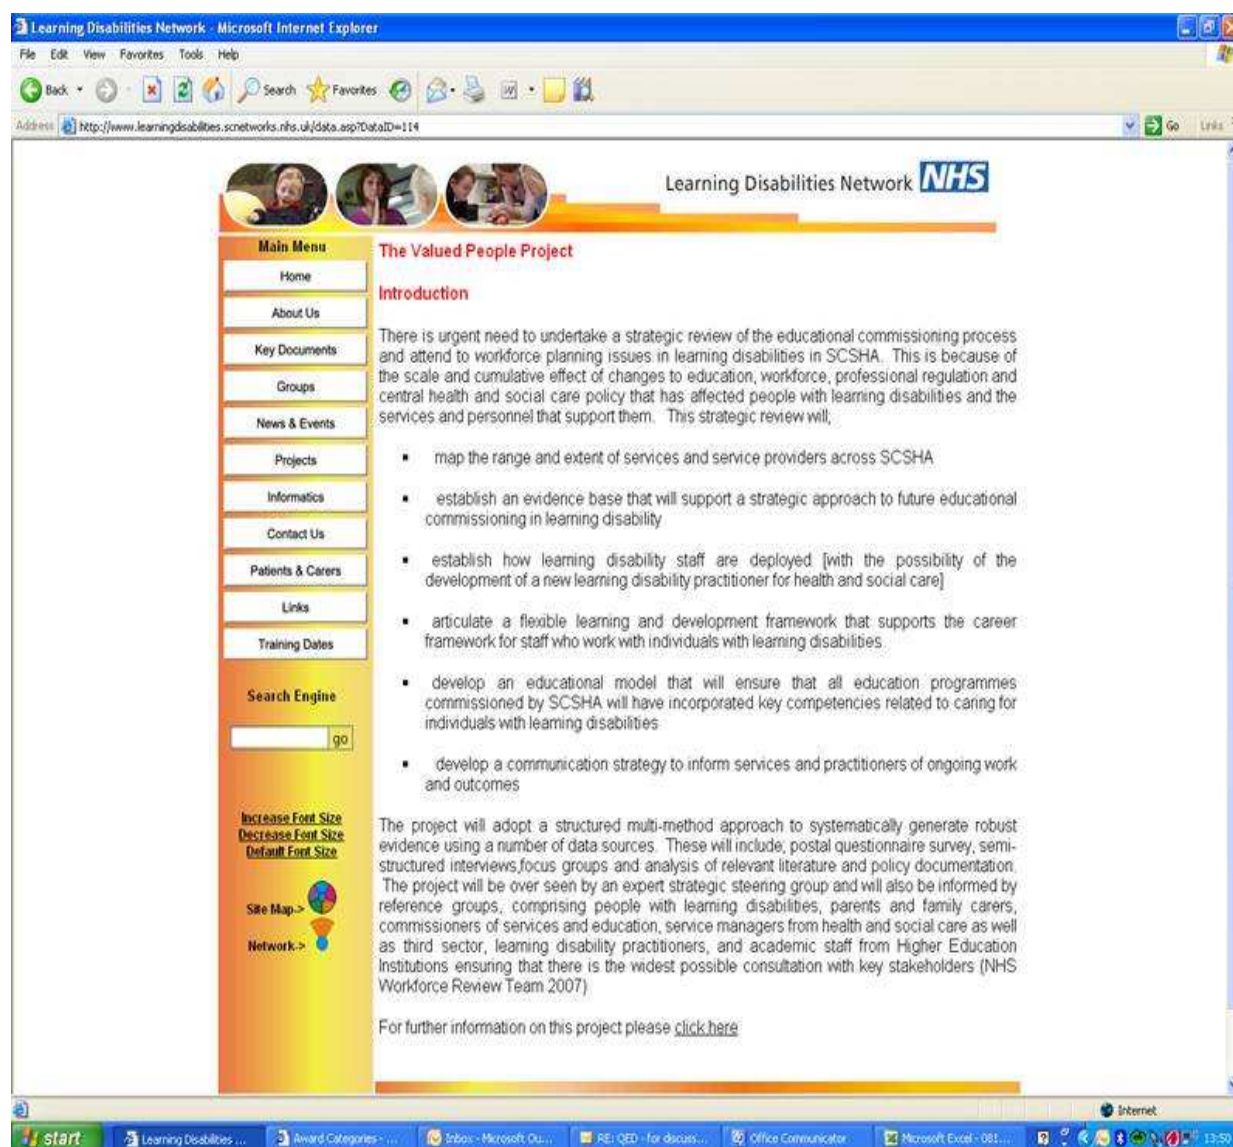 Learning Disabilities Network - Microsoft Internet Explorer
File Edit View Favorites Tools Help
Back Search Favorites
Address http://www.learningdisabilities.scnetworks.nhs.uk/data.asp?DataID=114 Go Links
Learning Disabilities Network NHS
Main Menu
Home
About Us
Key Documents
Groups
News & Events
Projects
Informatics
Contact Us
Patients & Carers
Links
Training Dates
Search Engine
go
Increase Font Size
Decrease Font Size
Default Font Size
Site Map->
Network->
The Valued People Project
Introduction
There is urgent need to undertake a strategic review of the educational commissioning process
and attend to workforce planning issues in learning disabilities in SCSHA. This is because of
the scale and cumulative effect of changes to education, workforce, professional regulation and
central health and social care policy that has affected people with learning disabilities and the
services and personnel that support them. This strategic review will;
▪ map the range and extent of services and service providers across SCSHA
▪ establish an evidence base that will support a strategic approach to future educational
commissioning in learning disability
▪ establish how learning disability staff are deployed [with the possibility of the
development of a new learning disability practitioner for health and social care]
▪ articulate a flexible learning and development framework that supports the career
framework for staff who work with individuals with learning disabilities
▪ develop an educational model that will ensure that all education programmes
commissioned by SCSHA will have incorporated key competencies related to caring for
individuals with learning disabilities
▪ develop a communication strategy to inform services and practitioners of ongoing work
and outcomes
The project will adopt a structured multi-method approach to systematically generate robust
evidence using a number of data sources. These will include, postal questionnaire survey, semi-
structured interviews,focus groups and analysis of relevant literature and policy documentation.
The project will be over seen by an expert strategic steering group and will also be informed by
reference groups, comprising people with learning disabilities, parents and family carers,
commissioners of services and education, service managers from health and social care as well
as third sector, learning disability practitioners, and academic staff from Higher Education
Institutions ensuring that there is the widest possible consultation with key stakeholders (NHS
Workforce Review Team 2007)
For further information on this project please click here
Internet
start Learning Disabilities ... Award Categories - ... Inbox - Microsoft Ou... RE: QED - for discuss... Office Communicator Microsoft Excel - 081... 13:50